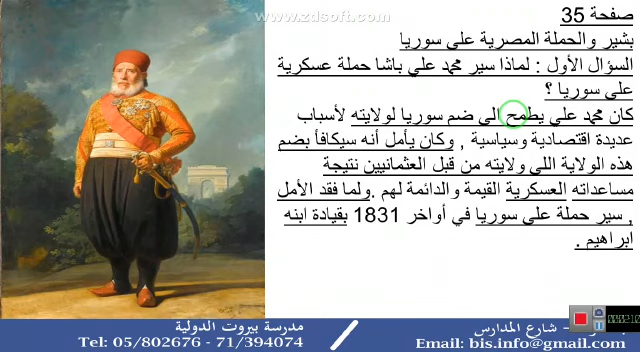 www.zdsoft.com
صفحة 35
بشير والحملة المصرية على سوريا
السؤال الأول : لماذا سير محمد علي باشا حملة عسكرية
على سوريا ؟
كان محمد علي يطمح الى ضم سوريا لولايته لأسباب
عديدة اقتصادية وسياسية , وكان يأمل أنه سيكافأ بضم
هذه الولاية اللى ولايته من قبل العثمانيين نتيجة
مساعداته العسكرية القيمة والدائمة لهم .ولما فقد الأمل
, سير حملة على سوريا في أواخر 1831 بقيادة ابنه
ابراهيم .
مدرسة بيروت الدولية
Tel: 05/802676 - 71/394074
- شارع المدارس
Email: bis.info@gmail.com